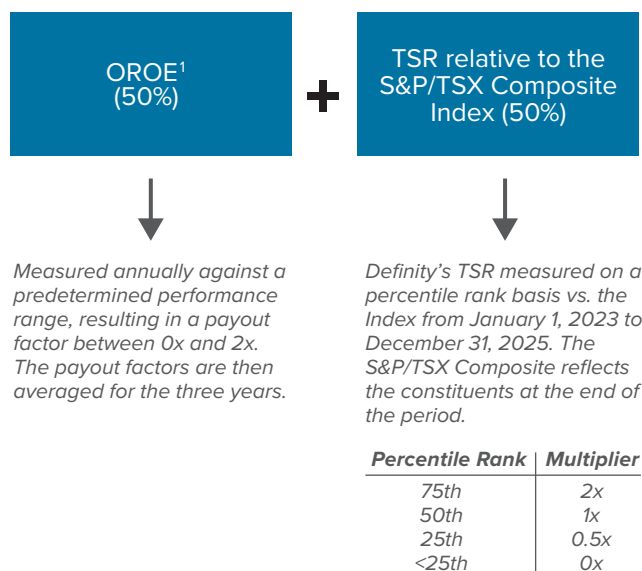 OROE¹
(50%)
+
TSR relative to the
S&P/TSX Composite
Index (50%)
Measured annually against a
predetermined performance
range, resulting in a payout
factor between 0x and 2x.
The payout factors are then
averaged for the three years.
Definity's TSR measured on a
percentile rank basis vs. the
Index from January 1, 2023 to
December 31, 2025. The
S&P/TSX Composite reflects
the constituents at the end of
the period.
Percentile Rank | Multiplier
75th 2x
50th 1x
25th 0.5x
<25th 0x